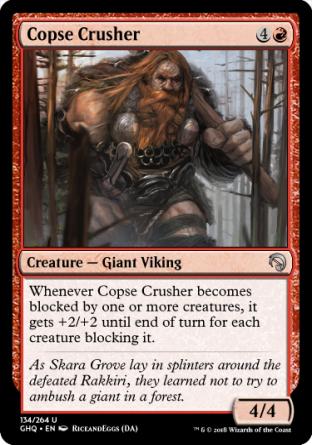 Copse Crusher 4
Creature — Giant Viking
Whenever Copse Crusher becomes
blocked by one or more creatures, it
gets +2/+2 until end of turn for each
creature blocking it.
As Skara Grove lay in splinters around the
defeated Rakkiri, they learned not to try to
ambush a giant in a forest.
4/4
134/264 U
GHQ • EN RiceandEggs (DA)
™ & © 2018 Wizards of the Coast